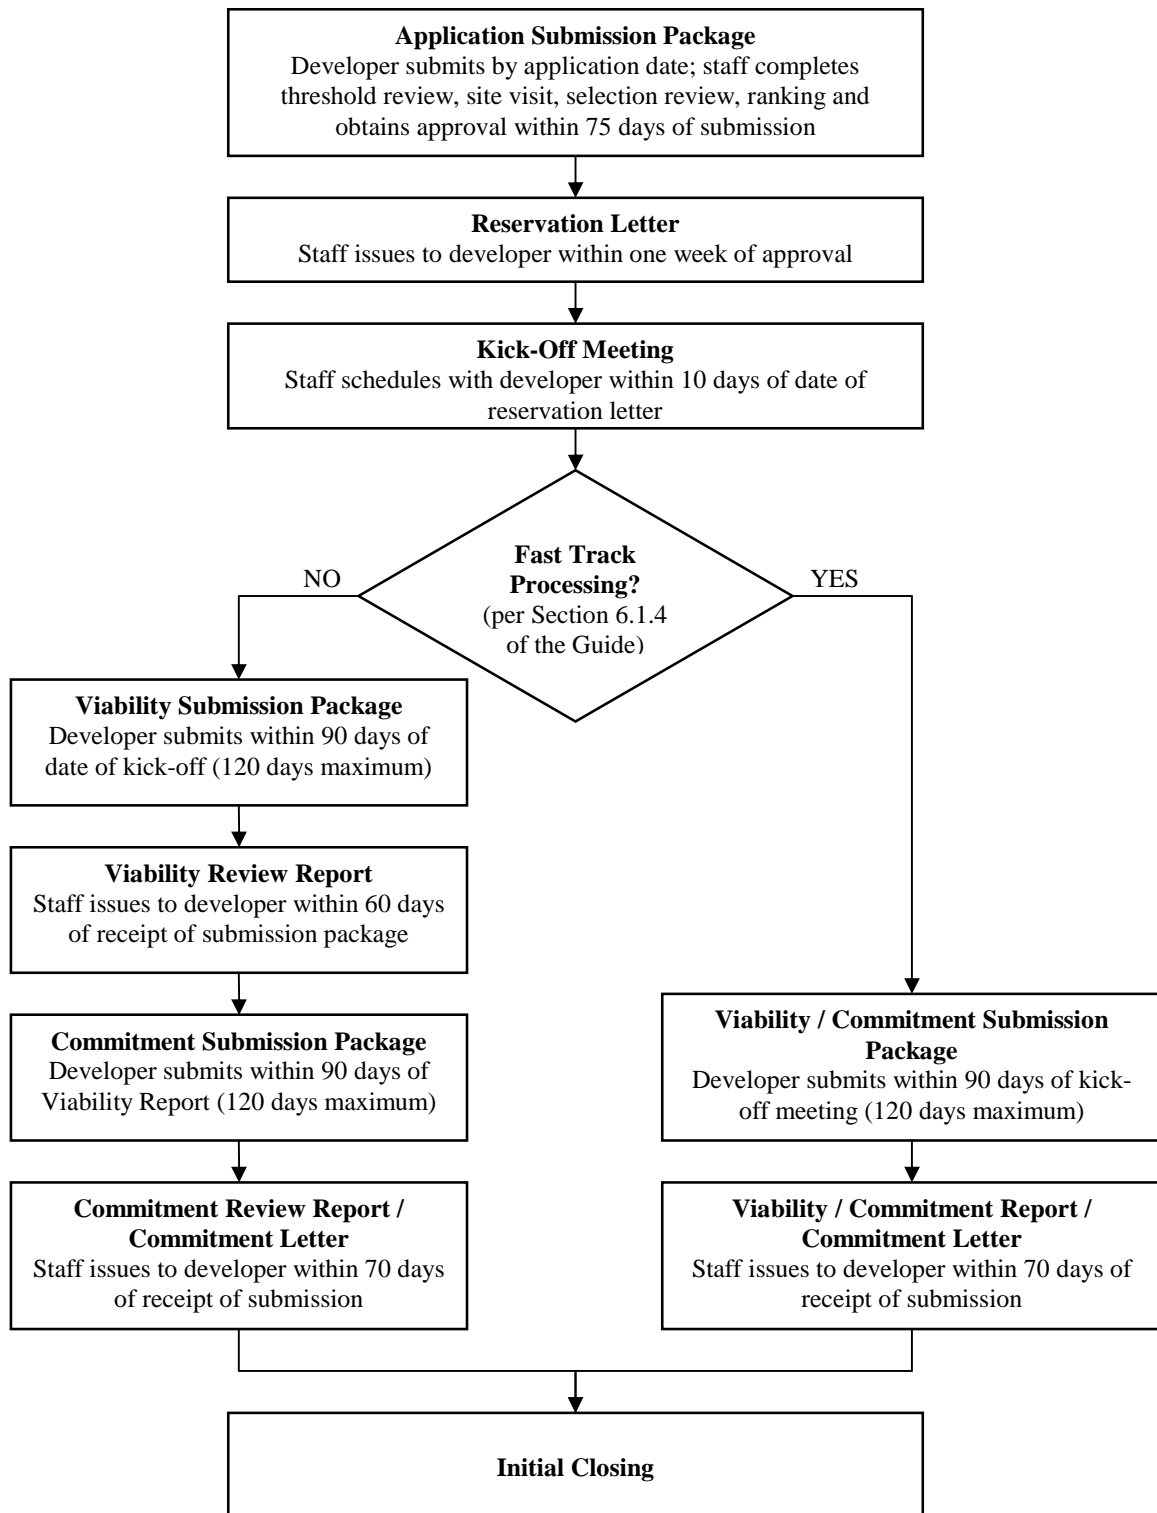 Application Submission Package
Developer submits by application date; staff completes
threshold review, site visit, selection review, ranking and
obtains approval within 75 days of submission
Reservation Letter
Staff issues to developer within one week of approval
Kick-Off Meeting
Staff schedules with developer within 10 days of date of
reservation letter
Fast Track
Processing?
(per Section 6.1.4
of the Guide)
NO
YES
Viability Submission Package
Developer submits within 90 days of
date of kick-off (120 days maximum)
Viability Review Report
Staff issues to developer within 60 days
of receipt of submission package
Commitment Submission Package
Developer submits within 90 days of
Viability Report (120 days maximum)
Commitment Review Report /
Commitment Letter
Staff issues to developer within 70 days
of receipt of submission
Viability / Commitment Submission
Package
Developer submits within 90 days of kick-
off meeting (120 days maximum)
Viability / Commitment Report /
Commitment Letter
Staff issues to developer within 70 days of
receipt of submission
Initial Closing